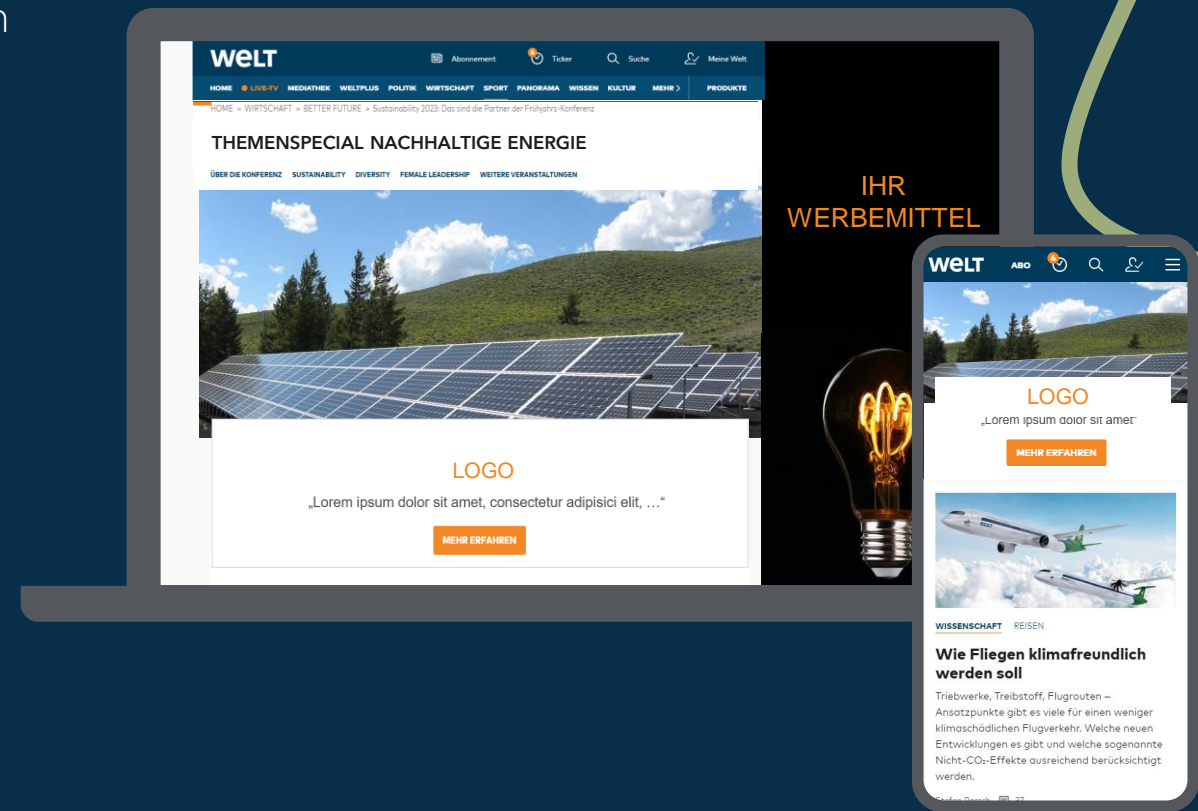 WELT
4
Abonnement Ticker Suche Meine Welt
HOME LIVE-TV MEDIATHEK WELTPLUS POLITIK WIRTSCHAFT SPORT PANORAMA WISSEN KULTUR MEHR > PRODUKTE
HOME » WIRTSCHAFT » BETTER FUTURE » Sustainability 2023: Das sind die Partner der Frühjahrs-Konferenz
THEMENSPECIAL NACHHALTIGE ENERGIE
ÜBER DIE KONFERENZ SUSTAINABILITY DIVERSITY FEMALE LEADERSHIP WEITERE VERANSTALTUNGEN
LOGO
„Lorem ipsum dolor sit amet, consectetur adipisici elit, …“
MEHR ERFAHREN
IHR
WERBEMITTEL
WELT ABO 4
LOGO
„Lorem ipsum dolor sit amet“
MEHR ERFAHREN
WISSENSCHAFT REISEN
Wie Fliegen klimafreundlich
werden soll
Triebwerke, Treibstoff, Flugrouten –
Ansatzpunkte gibt es viele für einen weniger
klimaschädlichen Flugverkehr. Welche neuen
Entwicklungen es gibt und welche sogenannte
Nicht-CO₂-Effekte ausreichend berücksichtigt
werden.